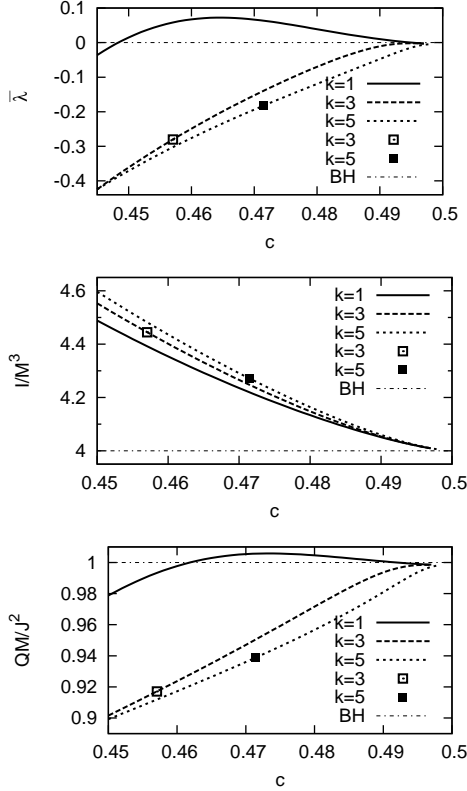 0.1
0
-0.1
-0.2
-0.3
-0.4
λ̅
k=1
k=3
k=5
k=3
k=5
BH
0.45 0.46 0.47 0.48 0.49 0.5
c
4.6
4.4
4.2
4
I/M³
k=1
k=3
k=5
k=3
k=5
BH
0.45 0.46 0.47 0.48 0.49 0.5
c
1
0.98
0.96
0.94
0.92
0.9
QM/J²
k=1
k=3
k=5
k=3
k=5
BH
0.45 0.46 0.47 0.48 0.49 0.5
c